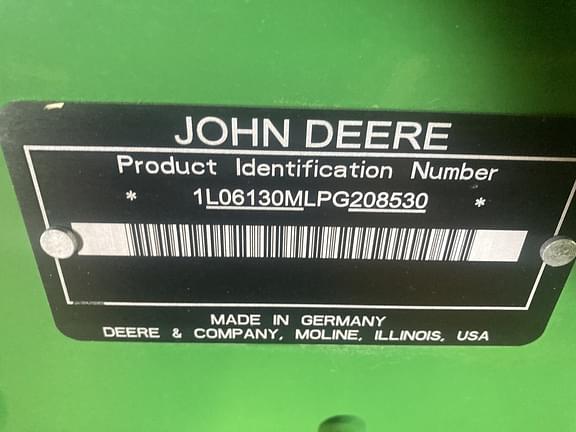 JOHN DEERE
Product Identification Number
* 1L06130MLPG208530 *
MADE IN GERMANY
DEERE & COMPANY, MOLINE, ILLINOIS, USA